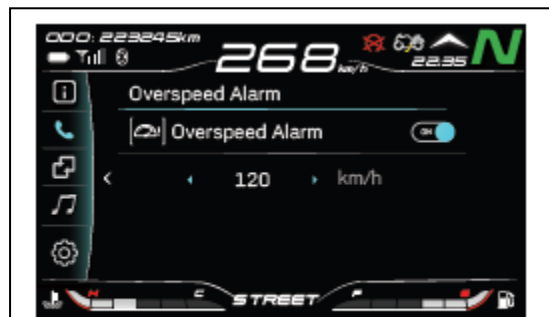 ODO: 223245km
268 km/h
22:35 N
Overspeed Alarm
Overspeed Alarm ON
120 km/h
H C STREET F E